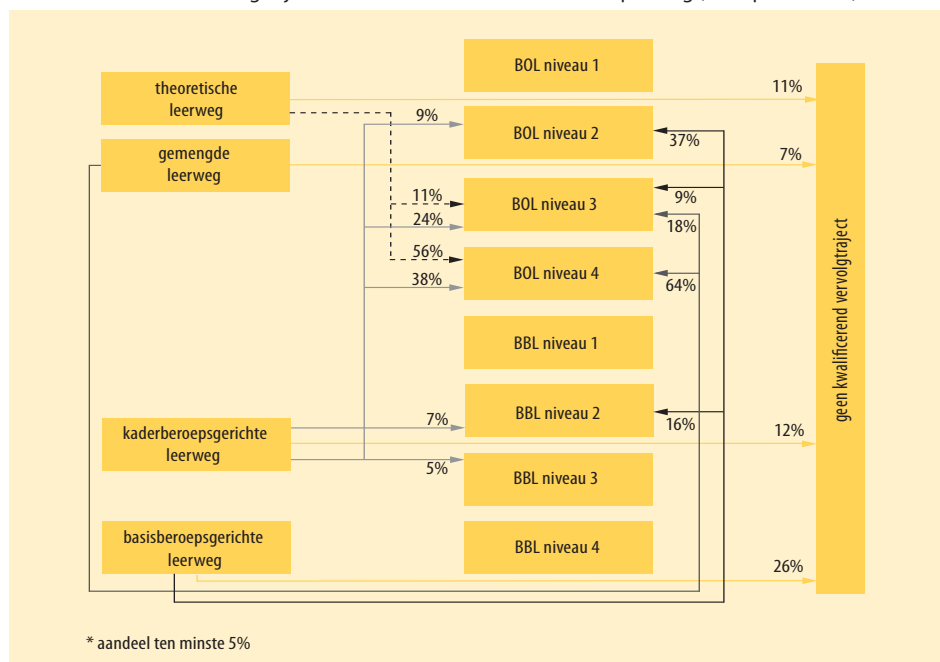 BOL niveau 1
theoretische
leerweg
11%
9%
BOL niveau 2
37%
gemengde
leerweg
7%
11%
BOL niveau 3
9%
24%
18%
56%
BOL niveau 4
38%
64%
BBL niveau 1
geen kwalificerend vervolgtraject
kaderberoepsgerichte
leerweg
7%
BBL niveau 2
16%
12%
5%
BBL niveau 3
basisberoepsgerichte
leerweg
BBL niveau 4
26%
* aandeel ten minste 5%